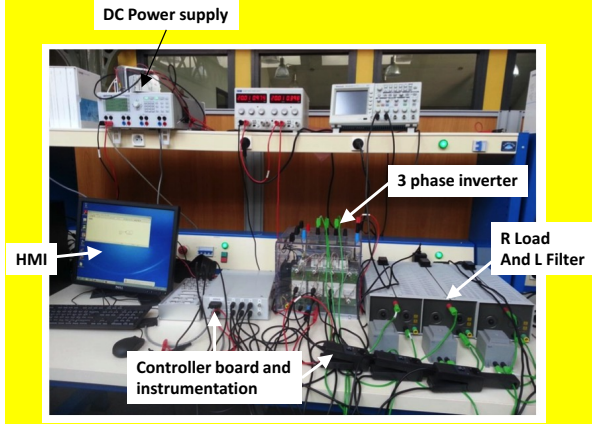 DC Power supply
3 phase inverter
R Load
And L Filter
HMI
Controller board and
instrumentation